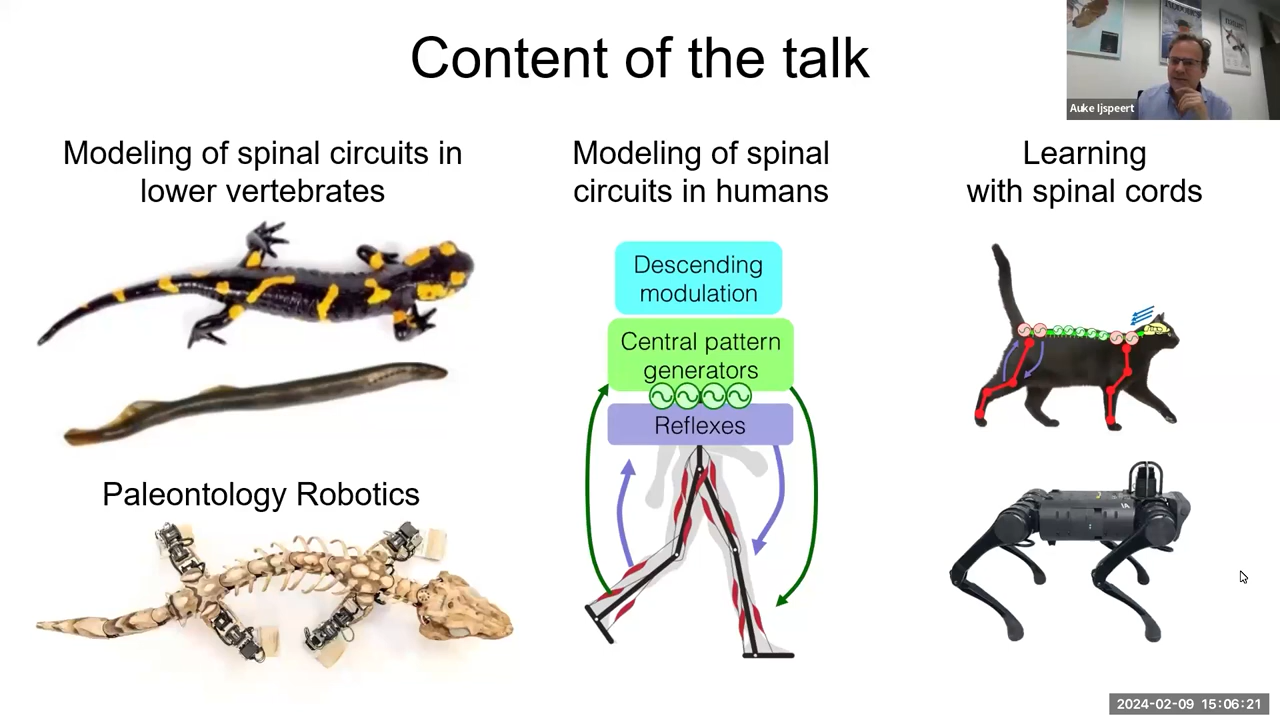 Content of the talk
Auke Ijspeert
Modeling of spinal circuits in
lower vertebrates
Paleontology Robotics
Modeling of spinal
circuits in humans
Descending
modulation
Central pattern
generators
Reflexes
Learning
with spinal cords
2024-02-09 15:06:21